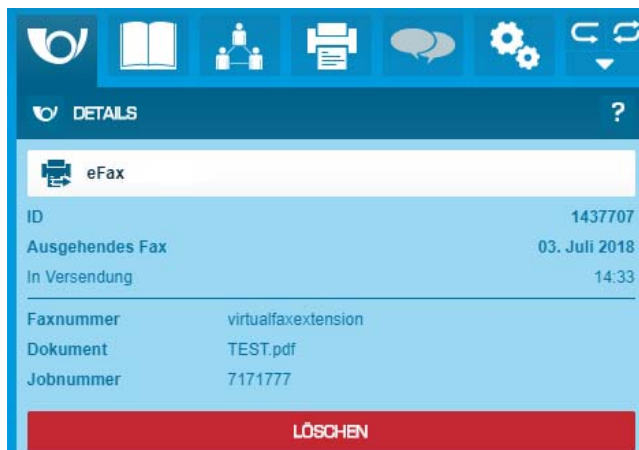 DETAILS ?
eFax
ID 1437707
Ausgehendes Fax 03. Juli 2018
In Versendung 14:33
Faxnummer virtualfaxextension
Dokument TEST.pdf
Jobnummer 7171777
LÖSCHEN